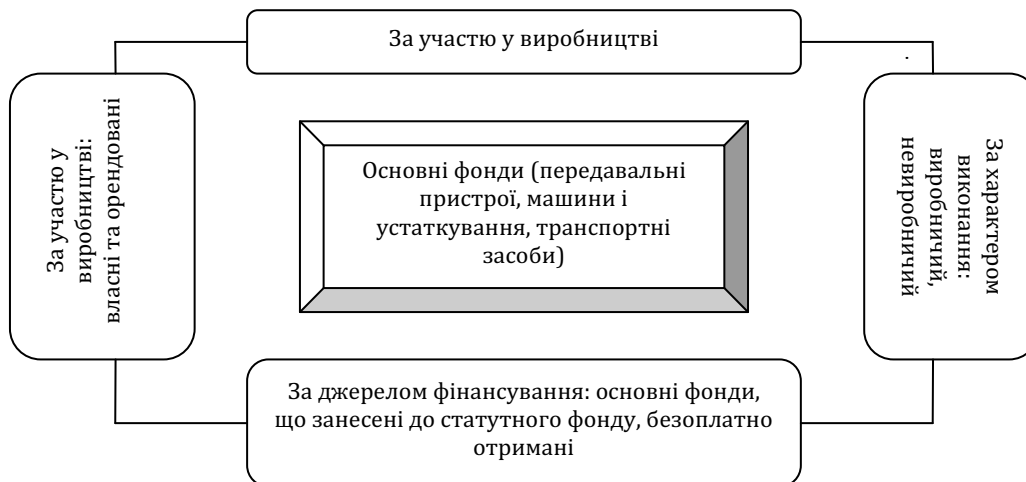 За участю у виробництві
.
За участю у
виробництві:
власні та орендовані
Основні фонди (передавальні
пристрої, машини і
устаткування, транспортні
засоби)
За характером
виконання:
виробничий,
невиробничий
За джерелом фінансування: основні фонди,
що занесені до статутного фонду, безоплатно
отримані